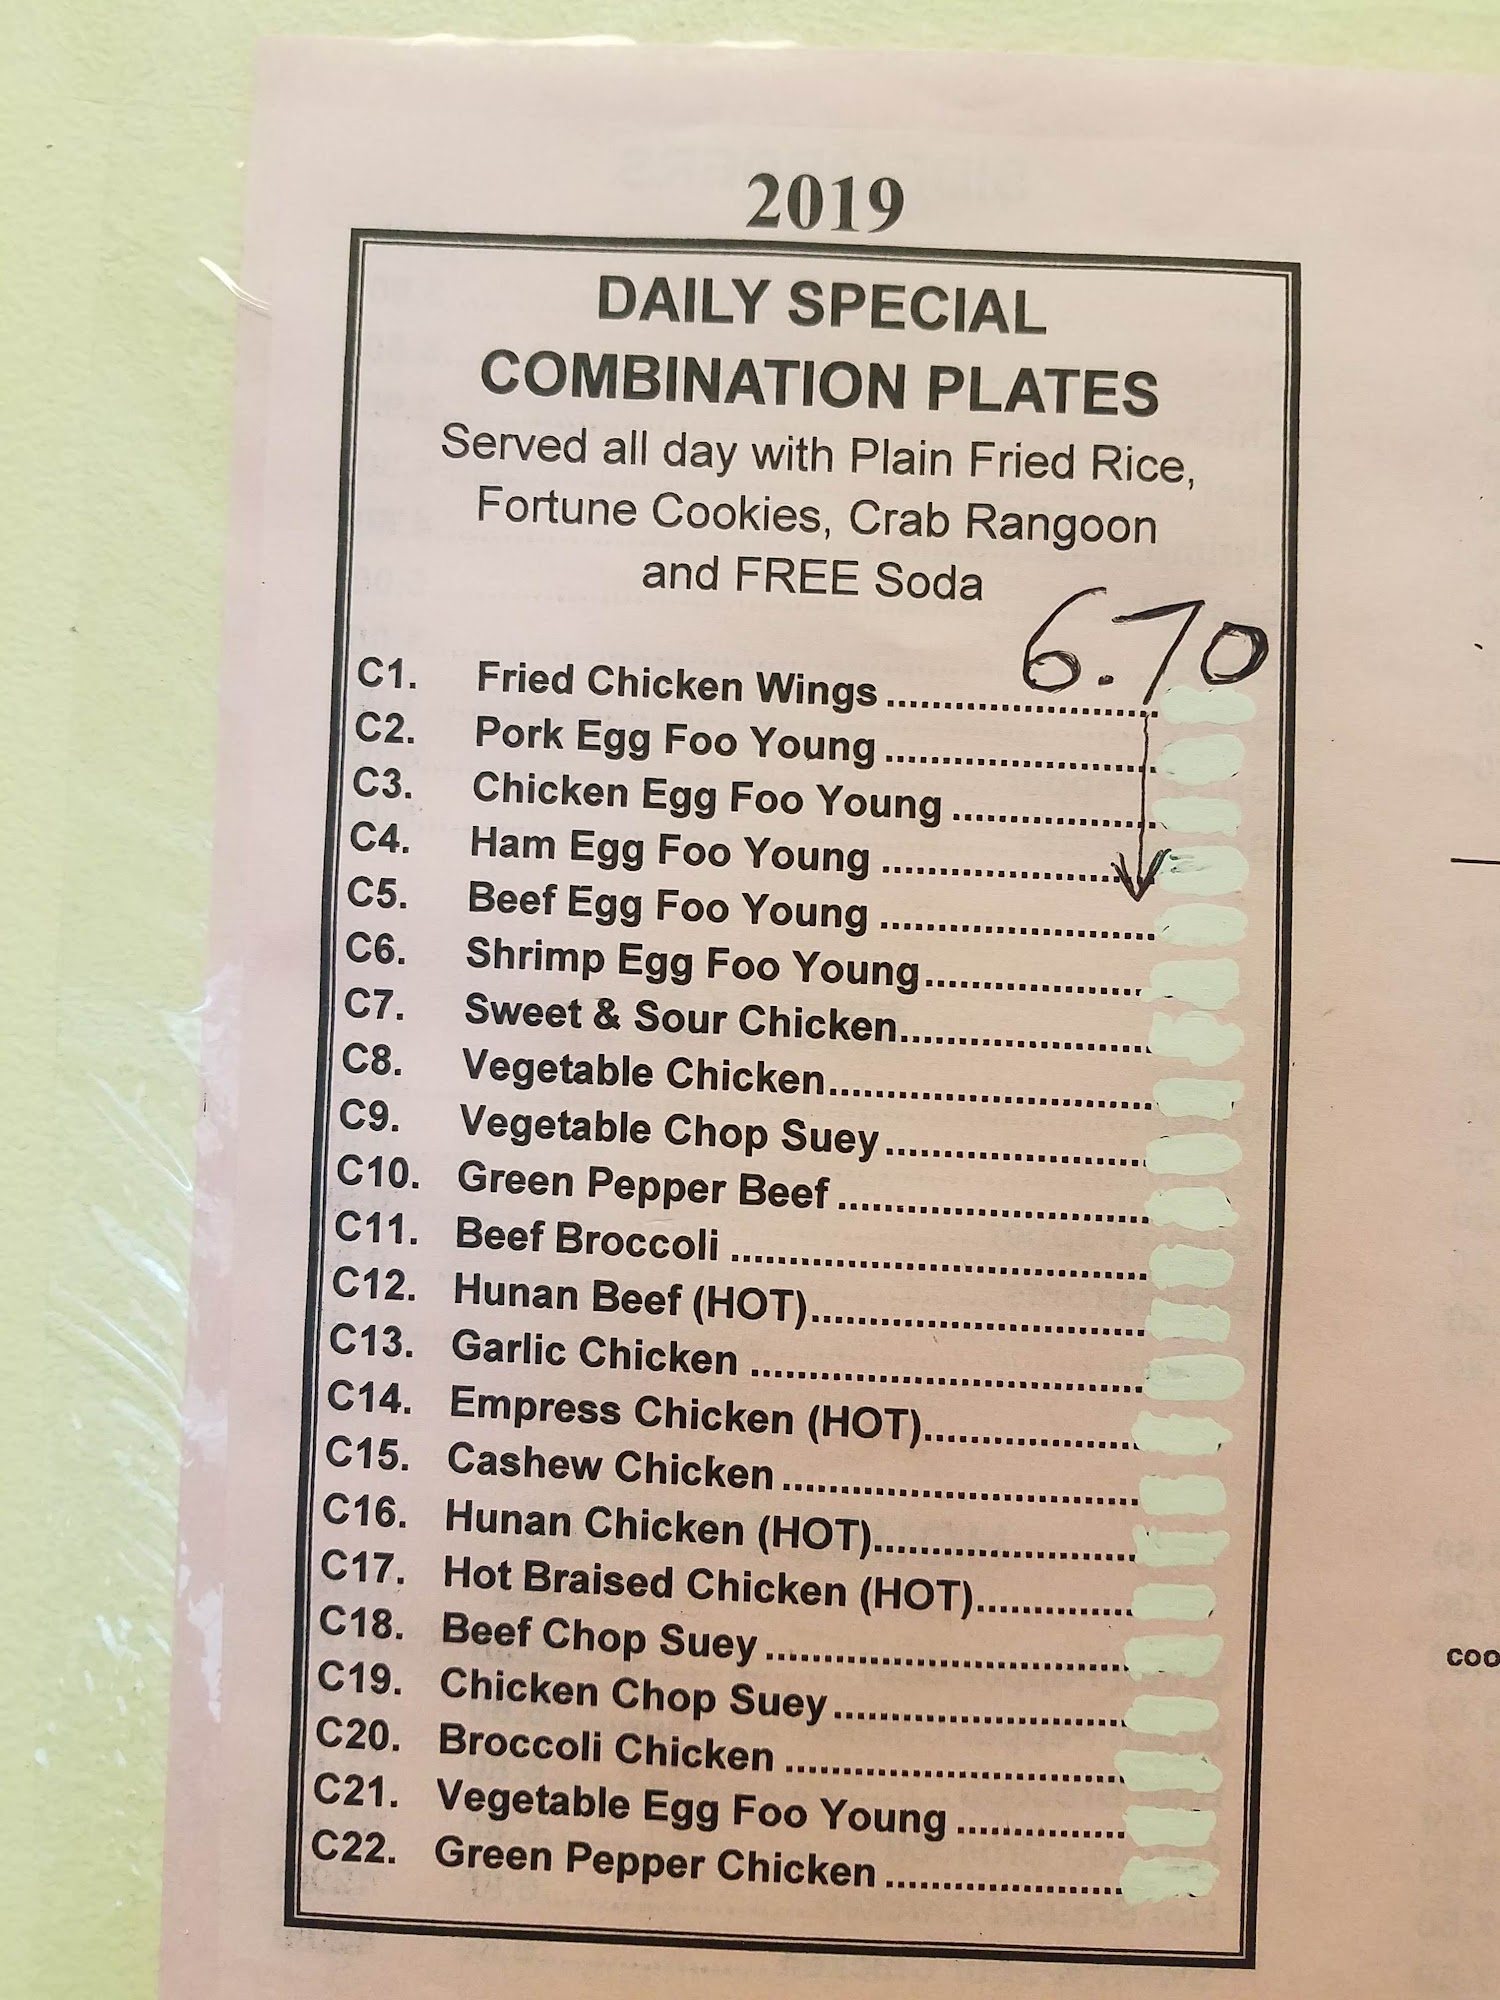 2019
DAILY SPECIAL
COMBINATION PLATES
Served all day with Plain Fried Rice,
Fortune Cookies, Crab Rangoon
and FREE Soda
6.70
C1. Fried Chicken Wings
C2. Pork Egg Foo Young
C3. Chicken Egg Foo Young
C4. Ham Egg Foo Young
C5. Beef Egg Foo Young
C6. Shrimp Egg Foo Young
C7. Sweet & Sour Chicken
C8. Vegetable Chicken
C9. Vegetable Chop Suey
C10. Green Pepper Beef
C11. Beef Broccoli
C12. Hunan Beef (HOT)
C13. Garlic Chicken
C14. Empress Chicken (HOT)
C15. Cashew Chicken
C16. Hunan Chicken (HOT)
C17. Hot Braised Chicken (HOT)
C18. Beef Chop Suey
C19. Chicken Chop Suey
C20. Broccoli Chicken
C21. Vegetable Egg Foo Young
C22. Green Pepper Chicken